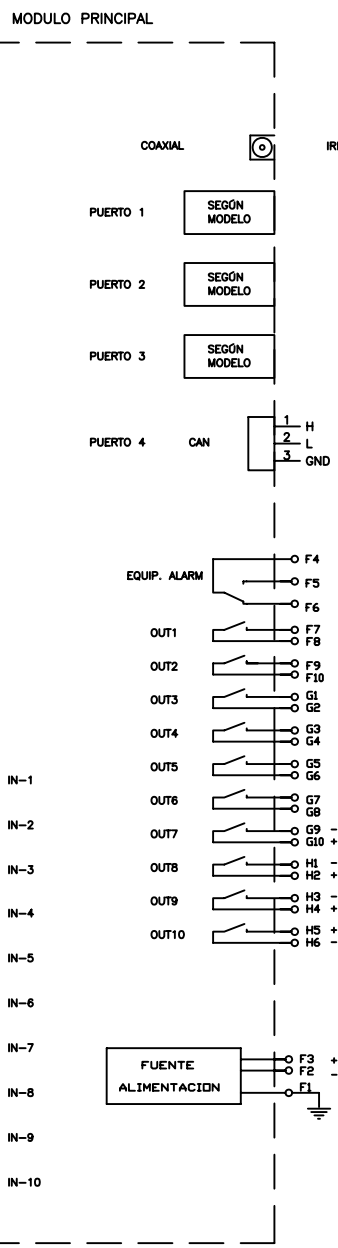 MODULO PRINCIPAL
COAXIAL
PUERTO 1
SEGÚN
MODELO
PUERTO 2
SEGÚN
MODELO
PUERTO 3
SEGÚN
MODELO
PUERTO 4
CAN
1 H
2 L
3 GND
EQUIP. ALARM
F4
F5
F6
OUT1
F7
F8
OUT2
F9
F10
OUT3
G1
G2
OUT4
G3
G4
OUT5
G5
G6
IN-1
OUT6
G7
G8
IN-2
OUT7
G9 -
G10 +
IN-3
OUT8
H1 -
H2 +
OUT9
H3 -
H4 +
IN-4
OUT10
H5 +
H6 -
IN-5
IN-6
IN-7
FUENTE
ALIMENTACION
F3 +
F2 -
F1
IN-8
IN-9
IN-10